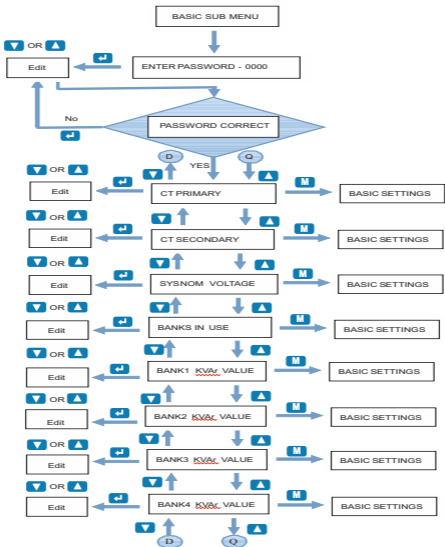 BASIC SUB MENU
OR
Edit
ENTER PASSWORD - 0000
No
PASSWORD CORRECT
D
YES
Q
OR
Edit
CT PRIMARY
M
BASIC SETTINGS
OR
Edit
CT SECONDARY
M
BASIC SETTINGS
OR
Edit
SYSNOM VOLTAGE
M
BASIC SETTINGS
OR
Edit
BANKS IN USE
M
BASIC SETTINGS
OR
Edit
BANK1 KVAr VALUE
M
BASIC SETTINGS
OR
Edit
BANK2 KVAr VALUE
M
BASIC SETTINGS
OR
Edit
BANK3 KVAr VALUE
M
BASIC SETTINGS
OR
Edit
BANK4 KVAr VALUE
M
BASIC SETTINGS
D
Q